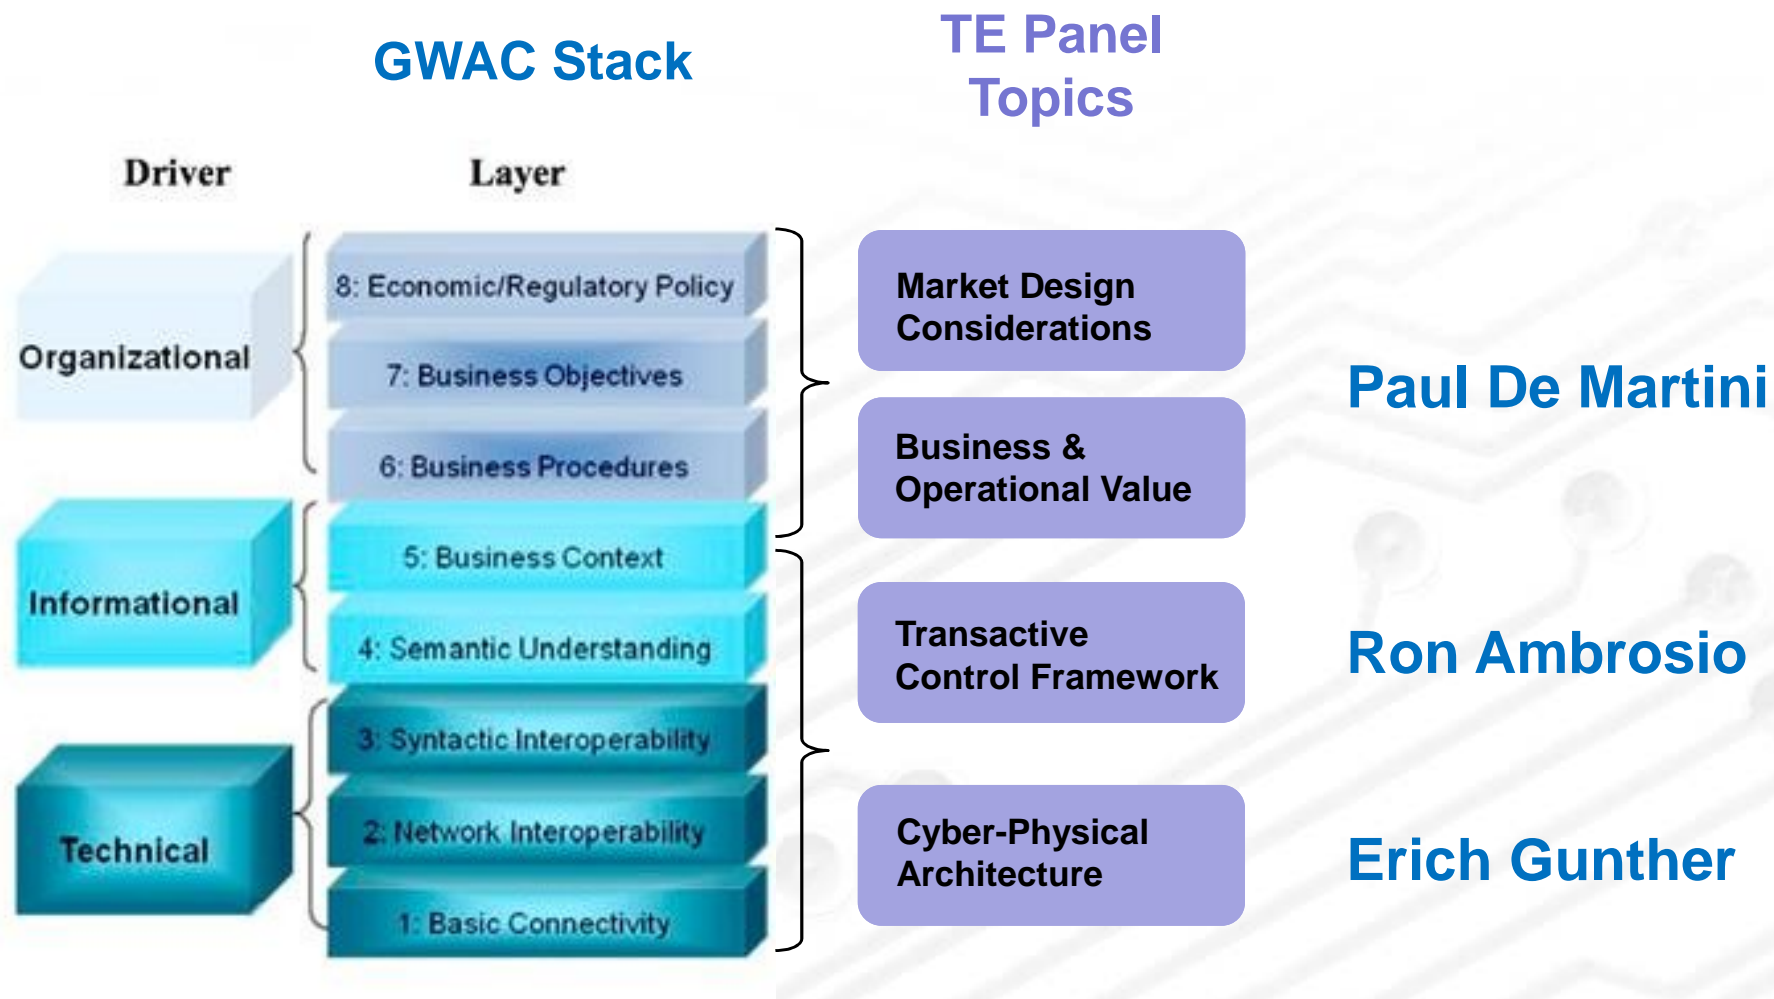 GWAC Stack
TE Panel
Topics
Driver
Layer
Organizational
8: Economic/Regulatory Policy
7: Business Objectives
6: Business Procedures
Informational
5: Business Context
4: Semantic Understanding
Technical
3: Syntactic Interoperability
2: Network Interoperability
1: Basic Connectivity
Market Design
Considerations
Business &
Operational Value
Paul De Martini
Transactive
Control Framework
Ron Ambrosio
Cyber-Physical
Architecture
Erich Gunther